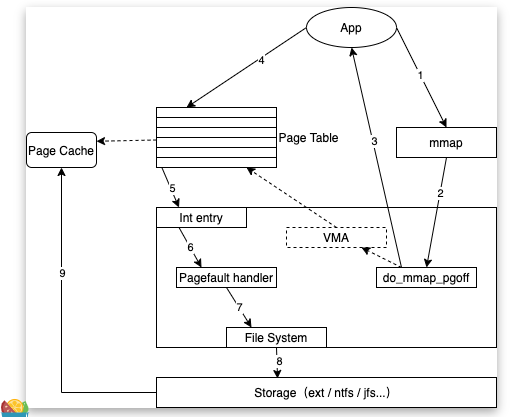 App
4
1
Page Table
mmap
3
Page Cache
5
2
Int entry
VMA
6
9
Pagefault handler
do_mmap_pgoff
7
File System
8
Storage（ext / ntfs / jfs...）